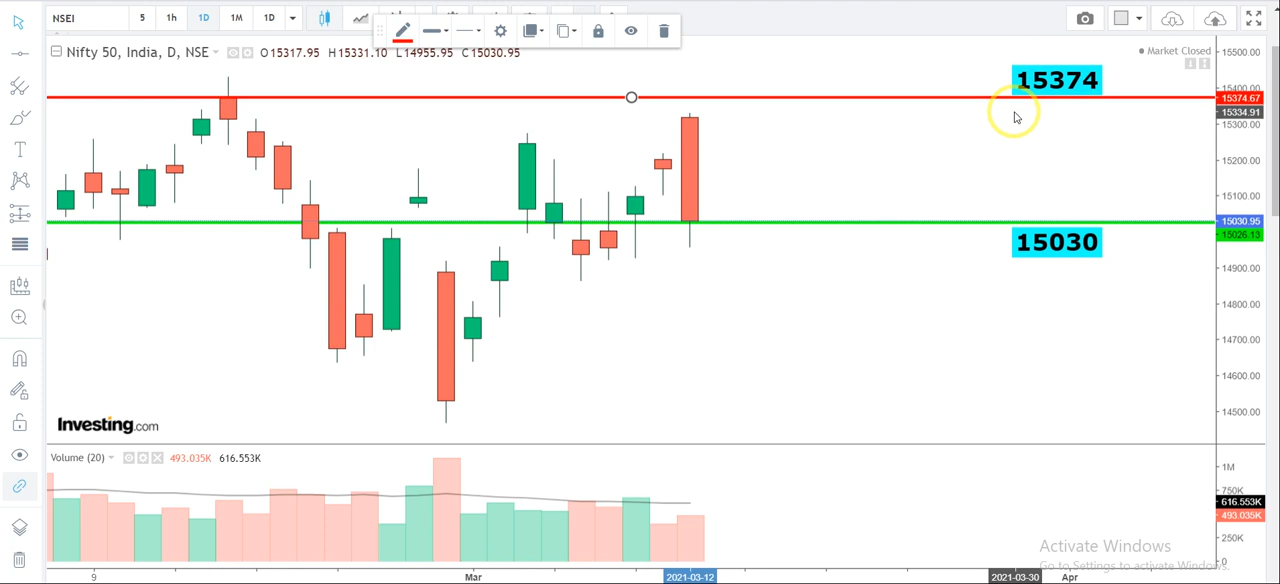 NSEI 5 1h 1D 1M 1D
Nifty 50, India, D, NSE O15317.95 H15331.10 L14955.95 C15030.95
Market Closed
15374
15030
15500.00
15400.00
15374.67
15334.91
15300.00
15200.00
15100.00
15030.95
15026.13
14900.00
14800.00
14700.00
14600.00
14500.00
Investing.com
Volume (20) 493.035K 616.553K
1M
750K
616.553K
493.035K
250K
0
Activate Windows
Go to Settings to activate Windows.
9 Mar 2021-03-12 2021-03-30 Apr